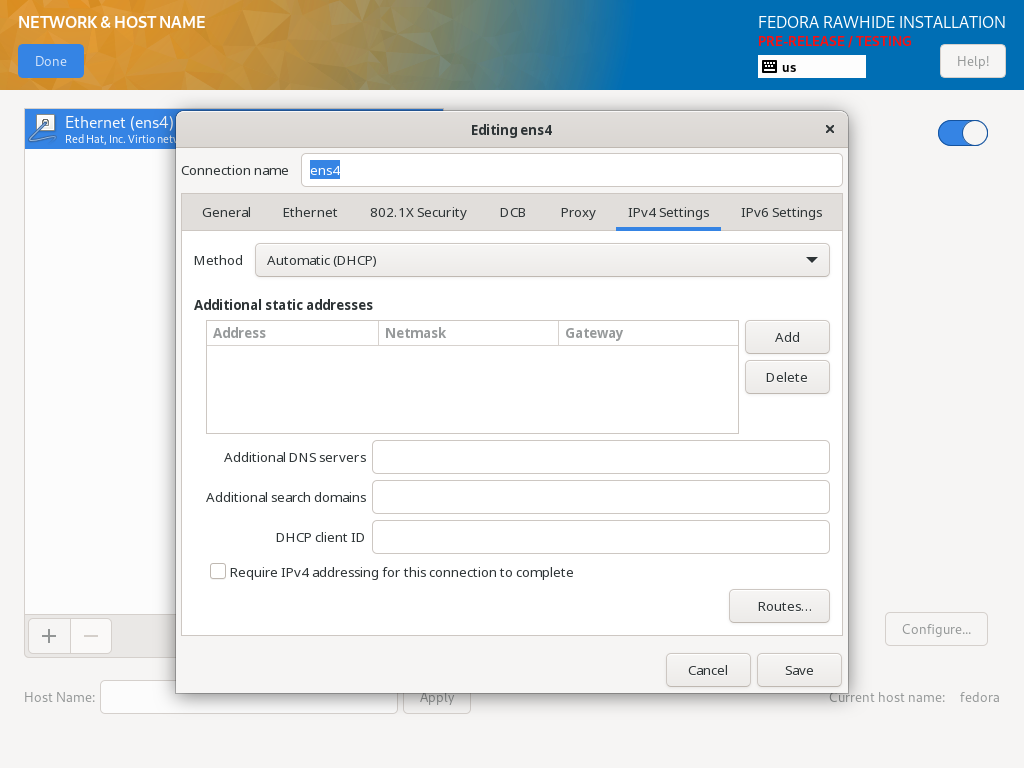 NETWORK & HOST NAME
FEDORA RAWHIDE INSTALLATION
PRE-RELEASE / TESTING
Done
us
Help!
Ethernet (ens4)
Red Hat, Inc. Virtio
Editing ens4
Connection name
ens4
General
Ethernet
802.1X Security
DCB
Proxy
IPv4 Settings
IPv6 Settings
Method
Automatic (DHCP)
Additional static addresses
Address
Netmask
Gateway
Add
Delete
Additional DNS servers
Additional search domains
DHCP client ID
Require IPv4 addressing for this connection to complete
Routes...
Configure...
Cancel
Save
Host Name:
Apply
Current host name:
fedora